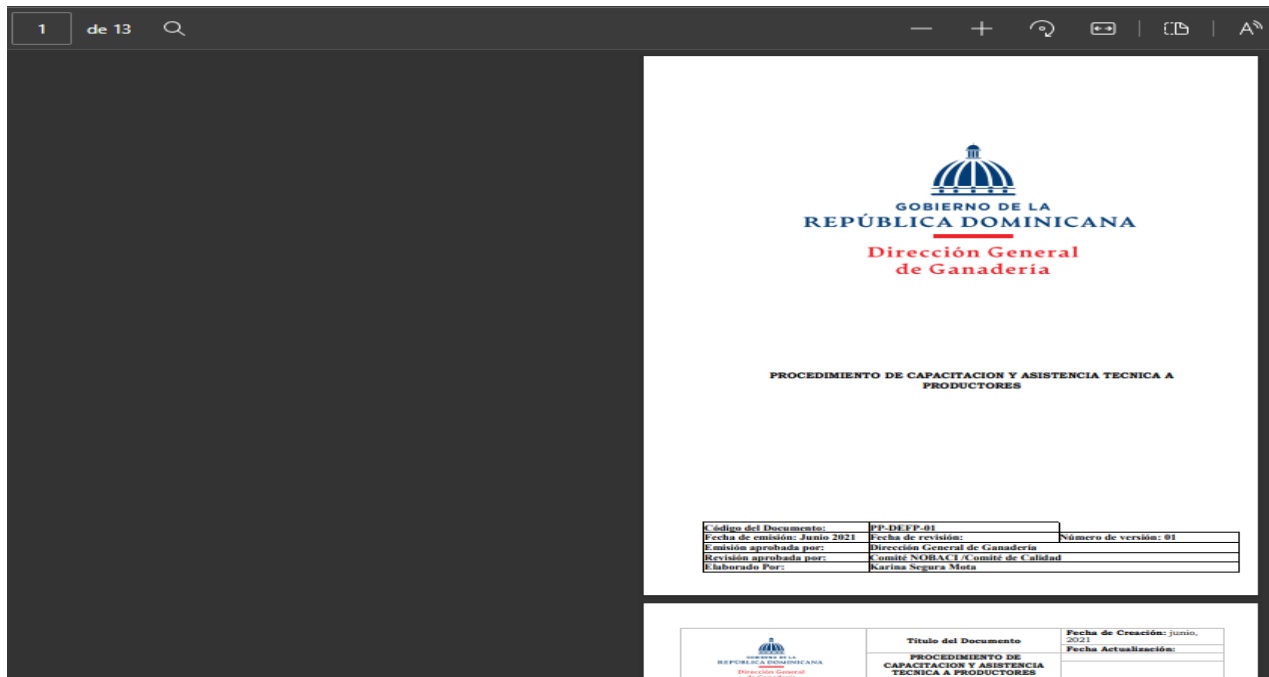 1 de 13
GOBIERNO DE LA
REPÚBLICA DOMINICANA
Dirección General
de Ganadería
PROCEDIMIENTO DE CAPACITACION Y ASISTENCIA TECNICA A
PRODUCTORES
Código del Documento: PP-DEFP-01
Fecha de emisión: Junio 2021 Fecha de revisión: Número de versión: 01
Emisión aprobada por: Dirección General de Ganadería
Revisión aprobada por: Comité NOBACI /Comité de Calidad
Elaborado Por: Karina Segura Mota
GOBIERNO DE LA
REPÚBLICA DOMINICANA
Dirección General
de Ganadería
Título del Documento
PROCEDIMIENTO DE
CAPACITACION Y ASISTENCIA
TECNICA A PRODUCTORES
Fecha de Creación: junio,
2021
Fecha Actualización: